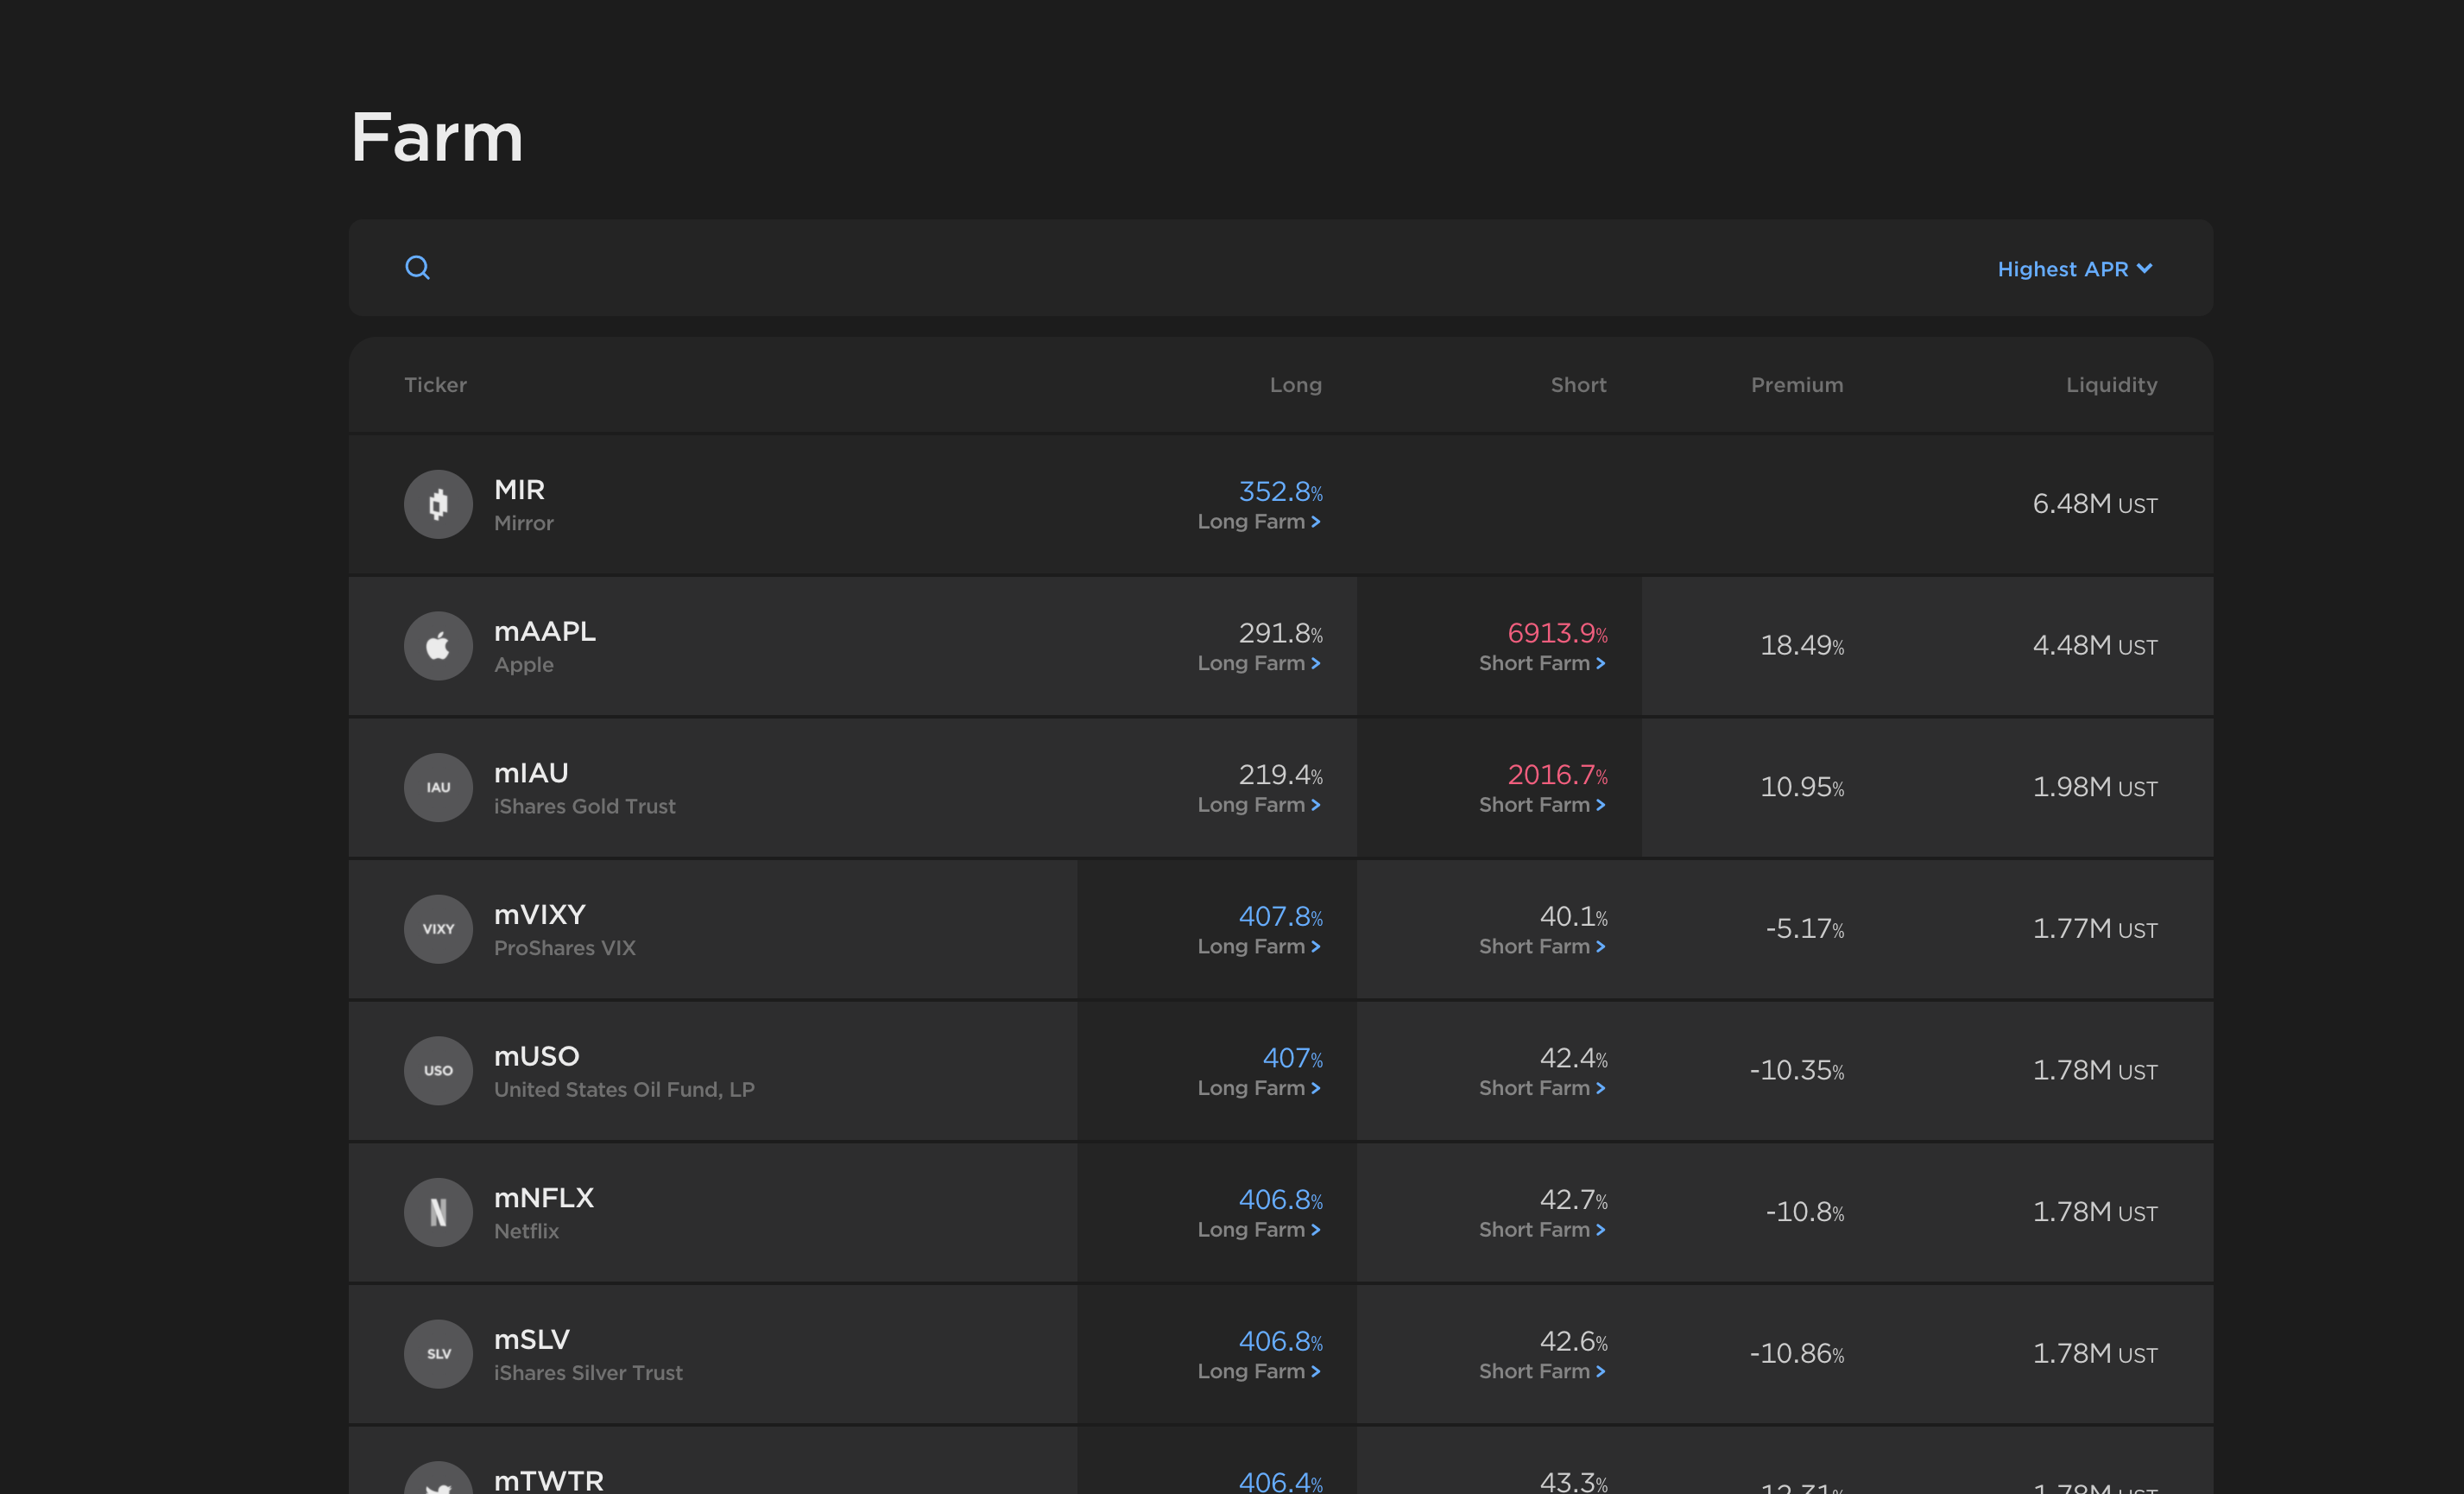 Farm
Highest APR
Ticker Long Short Premium Liquidity
MIR 352.8% 6.48M UST
Mirror Long Farm >
mAAPL 291.8% 6913.9% 18.49% 4.48M UST
Apple Long Farm > Short Farm >
IAU mIAU 219.4% 2016.7% 10.95% 1.98M UST
iShares Gold Trust Long Farm > Short Farm >
VIXY mVIXY 407.8% 40.1% -5.17% 1.77M UST
ProShares VIX Long Farm > Short Farm >
USO mUSO 407% 42.4% -10.35% 1.78M UST
United States Oil Fund, LP Long Farm > Short Farm >
N mNFLX 406.8% 42.7% -10.8% 1.78M UST
Netflix Long Farm > Short Farm >
SLV mSLV 406.8% 42.6% -10.86% 1.78M UST
iShares Silver Trust Long Farm > Short Farm >
mTWTR 406.4% 43.3%